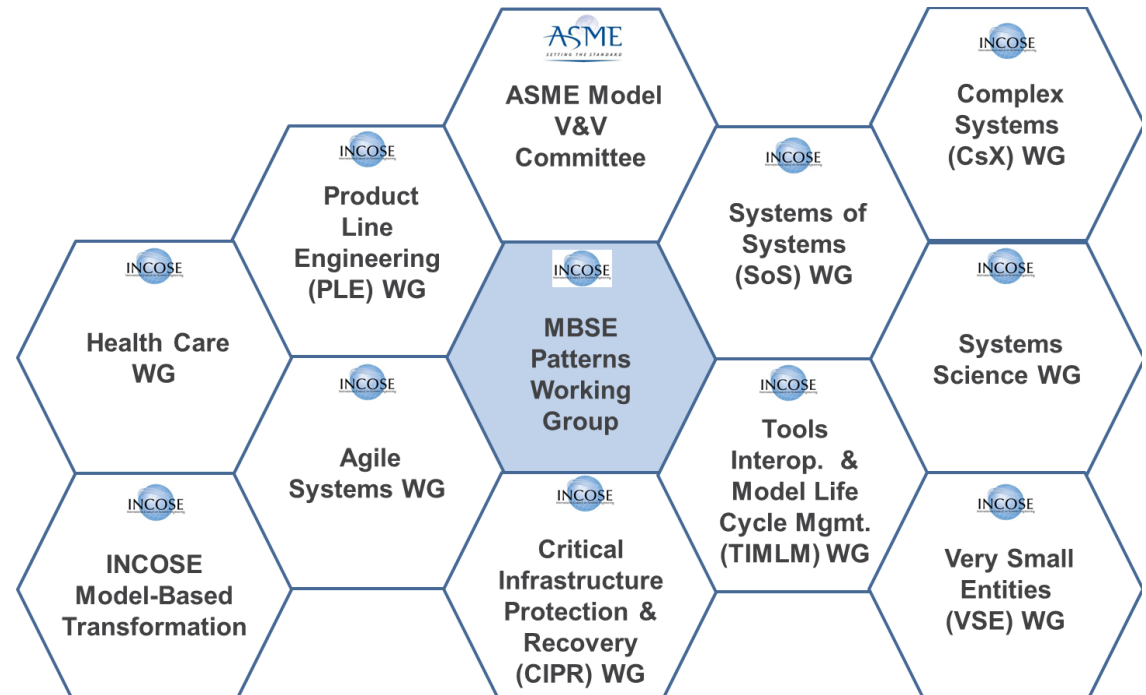 ASME
SETTING THE STANDARD
ASME Model
V&V
Committee
INCOSE
Complex
Systems
(CsX) WG
INCOSE
Product
Line
Engineering
(PLE) WG
INCOSE
Systems of
Systems
(SoS) WG
INCOSE
Health Care
WG
INCOSE
MBSE
Patterns
Working
Group
INCOSE
Systems
Science WG
INCOSE
Agile
Systems WG
INCOSE
Tools
Interop. &
Model Life
Cycle Mgmt.
(TIMLM) WG
INCOSE
INCOSE
Model-Based
Transformation
INCOSE
Critical
Infrastructure
Protection &
Recovery
(CIPR) WG
INCOSE
Very Small
Entities
(VSE) WG